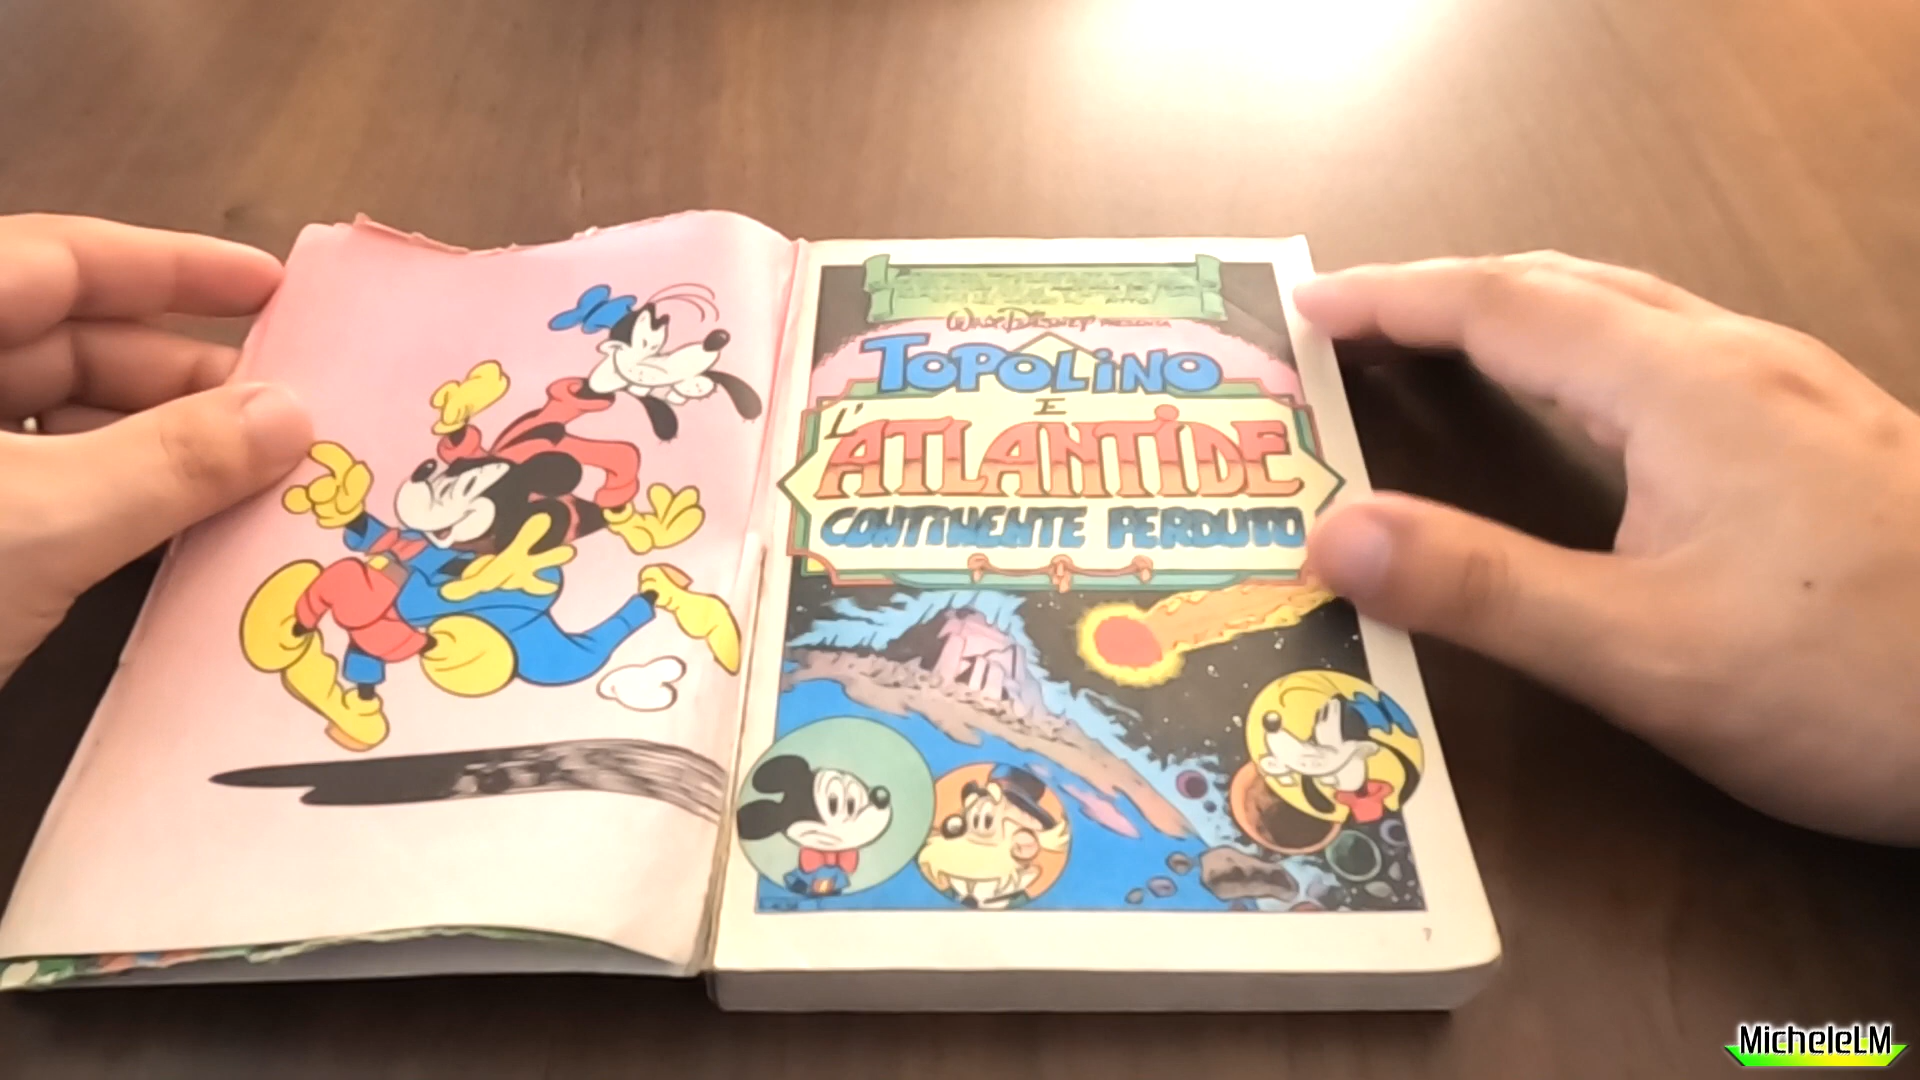 WALT DISNEY PRESENTA
TOPOLINO
E
L'ATLANTIDE
CONTINENTE PERDUTO
7
MicheleLM